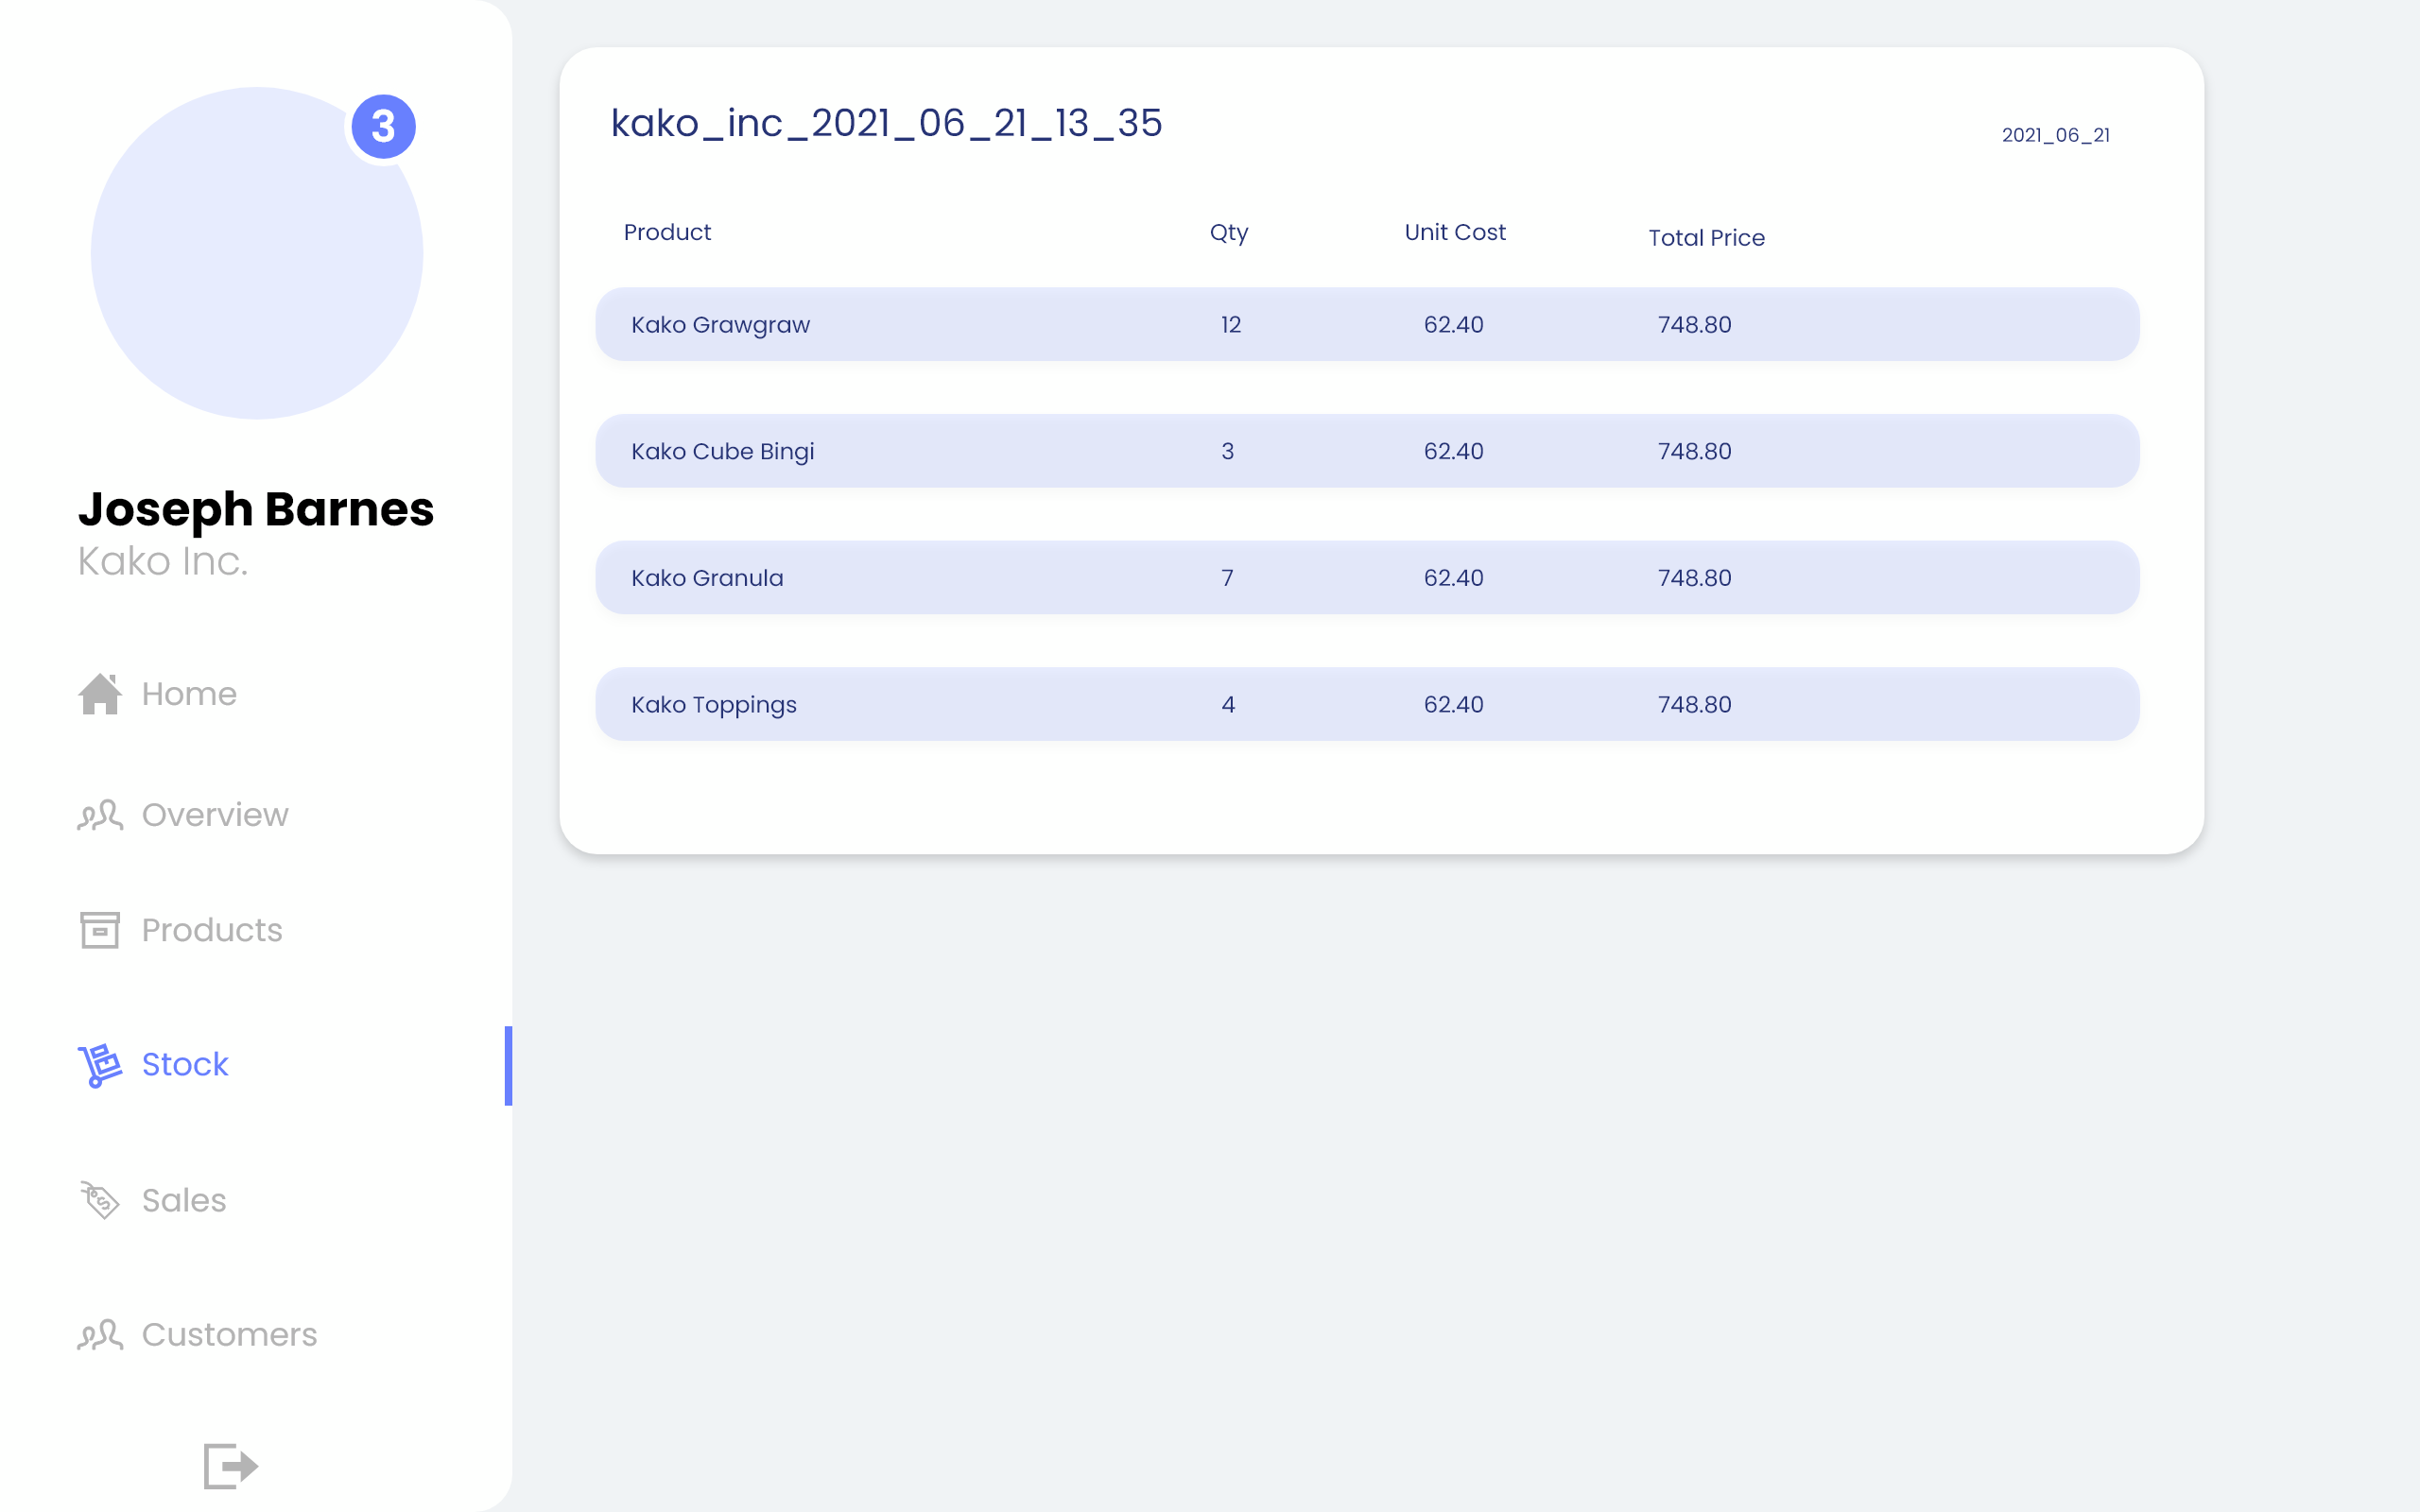 3
Joseph Barnes
Kako Inc.
Home
Overview
Products
Stock
Sales
Customers
kako_inc_2021_06_21_13_35
2021_06_21
Product Qty Unit Cost Total Price
Kako Grawgraw 12 62.40 748.80
Kako Cube Bingi 3 62.40 748.80
Kako Granula 7 62.40 748.80
Kako Toppings 4 62.40 748.80